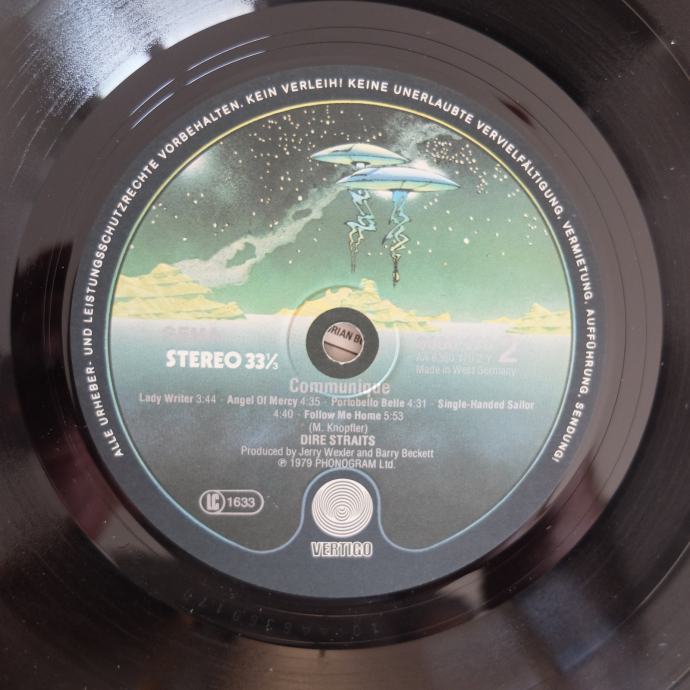 ALLE URHEBER- UND LEISTUNGSSCHUTZRECHTE VORBEHALTEN. KEIN VERLEIH! KEINE UNERLAUBTE VERVIELFÄLTIGUNG, VERMIETUNG, AUFFÜHRUNG, SENDUNG!
GEMA
STEREO 33⅓
2
Made in West Germany
Communique
Lady Writer 3:44 · Angel Of Mercy 4:35 · Portobello Belle 4:31 · Single-Handed Sailor
4:40 · Follow Me Home 5:53
(M. Knopfler)
DIRE STRAITS
Produced by Jerry Wexler and Barry Beckett
℗ 1979 PHONOGRAM Ltd.
LC 1633
VERTIGO